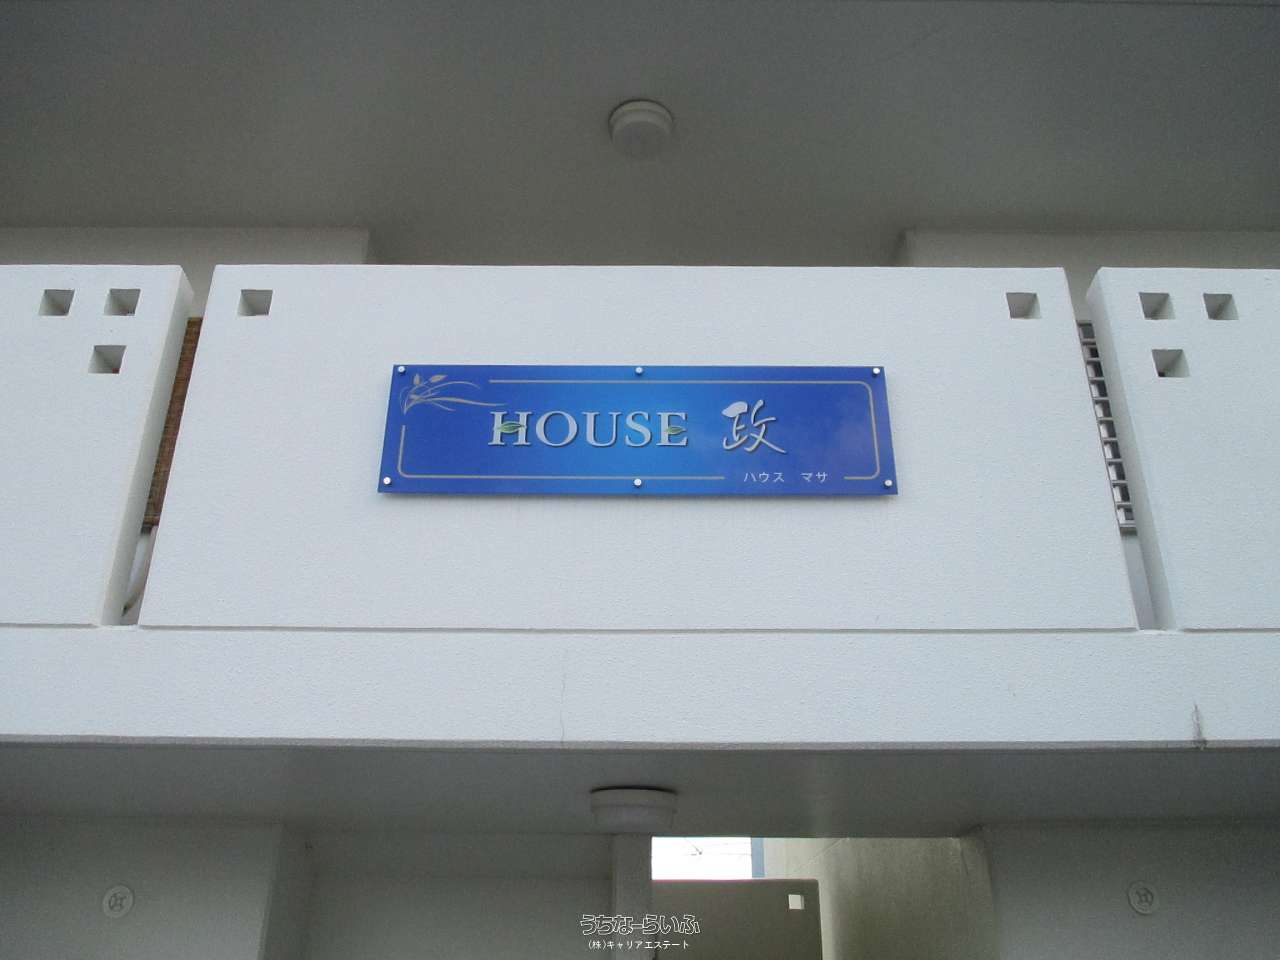 HOUSE 政
ハウス マサ
うちなーらいふ
(株)キャリアエステート